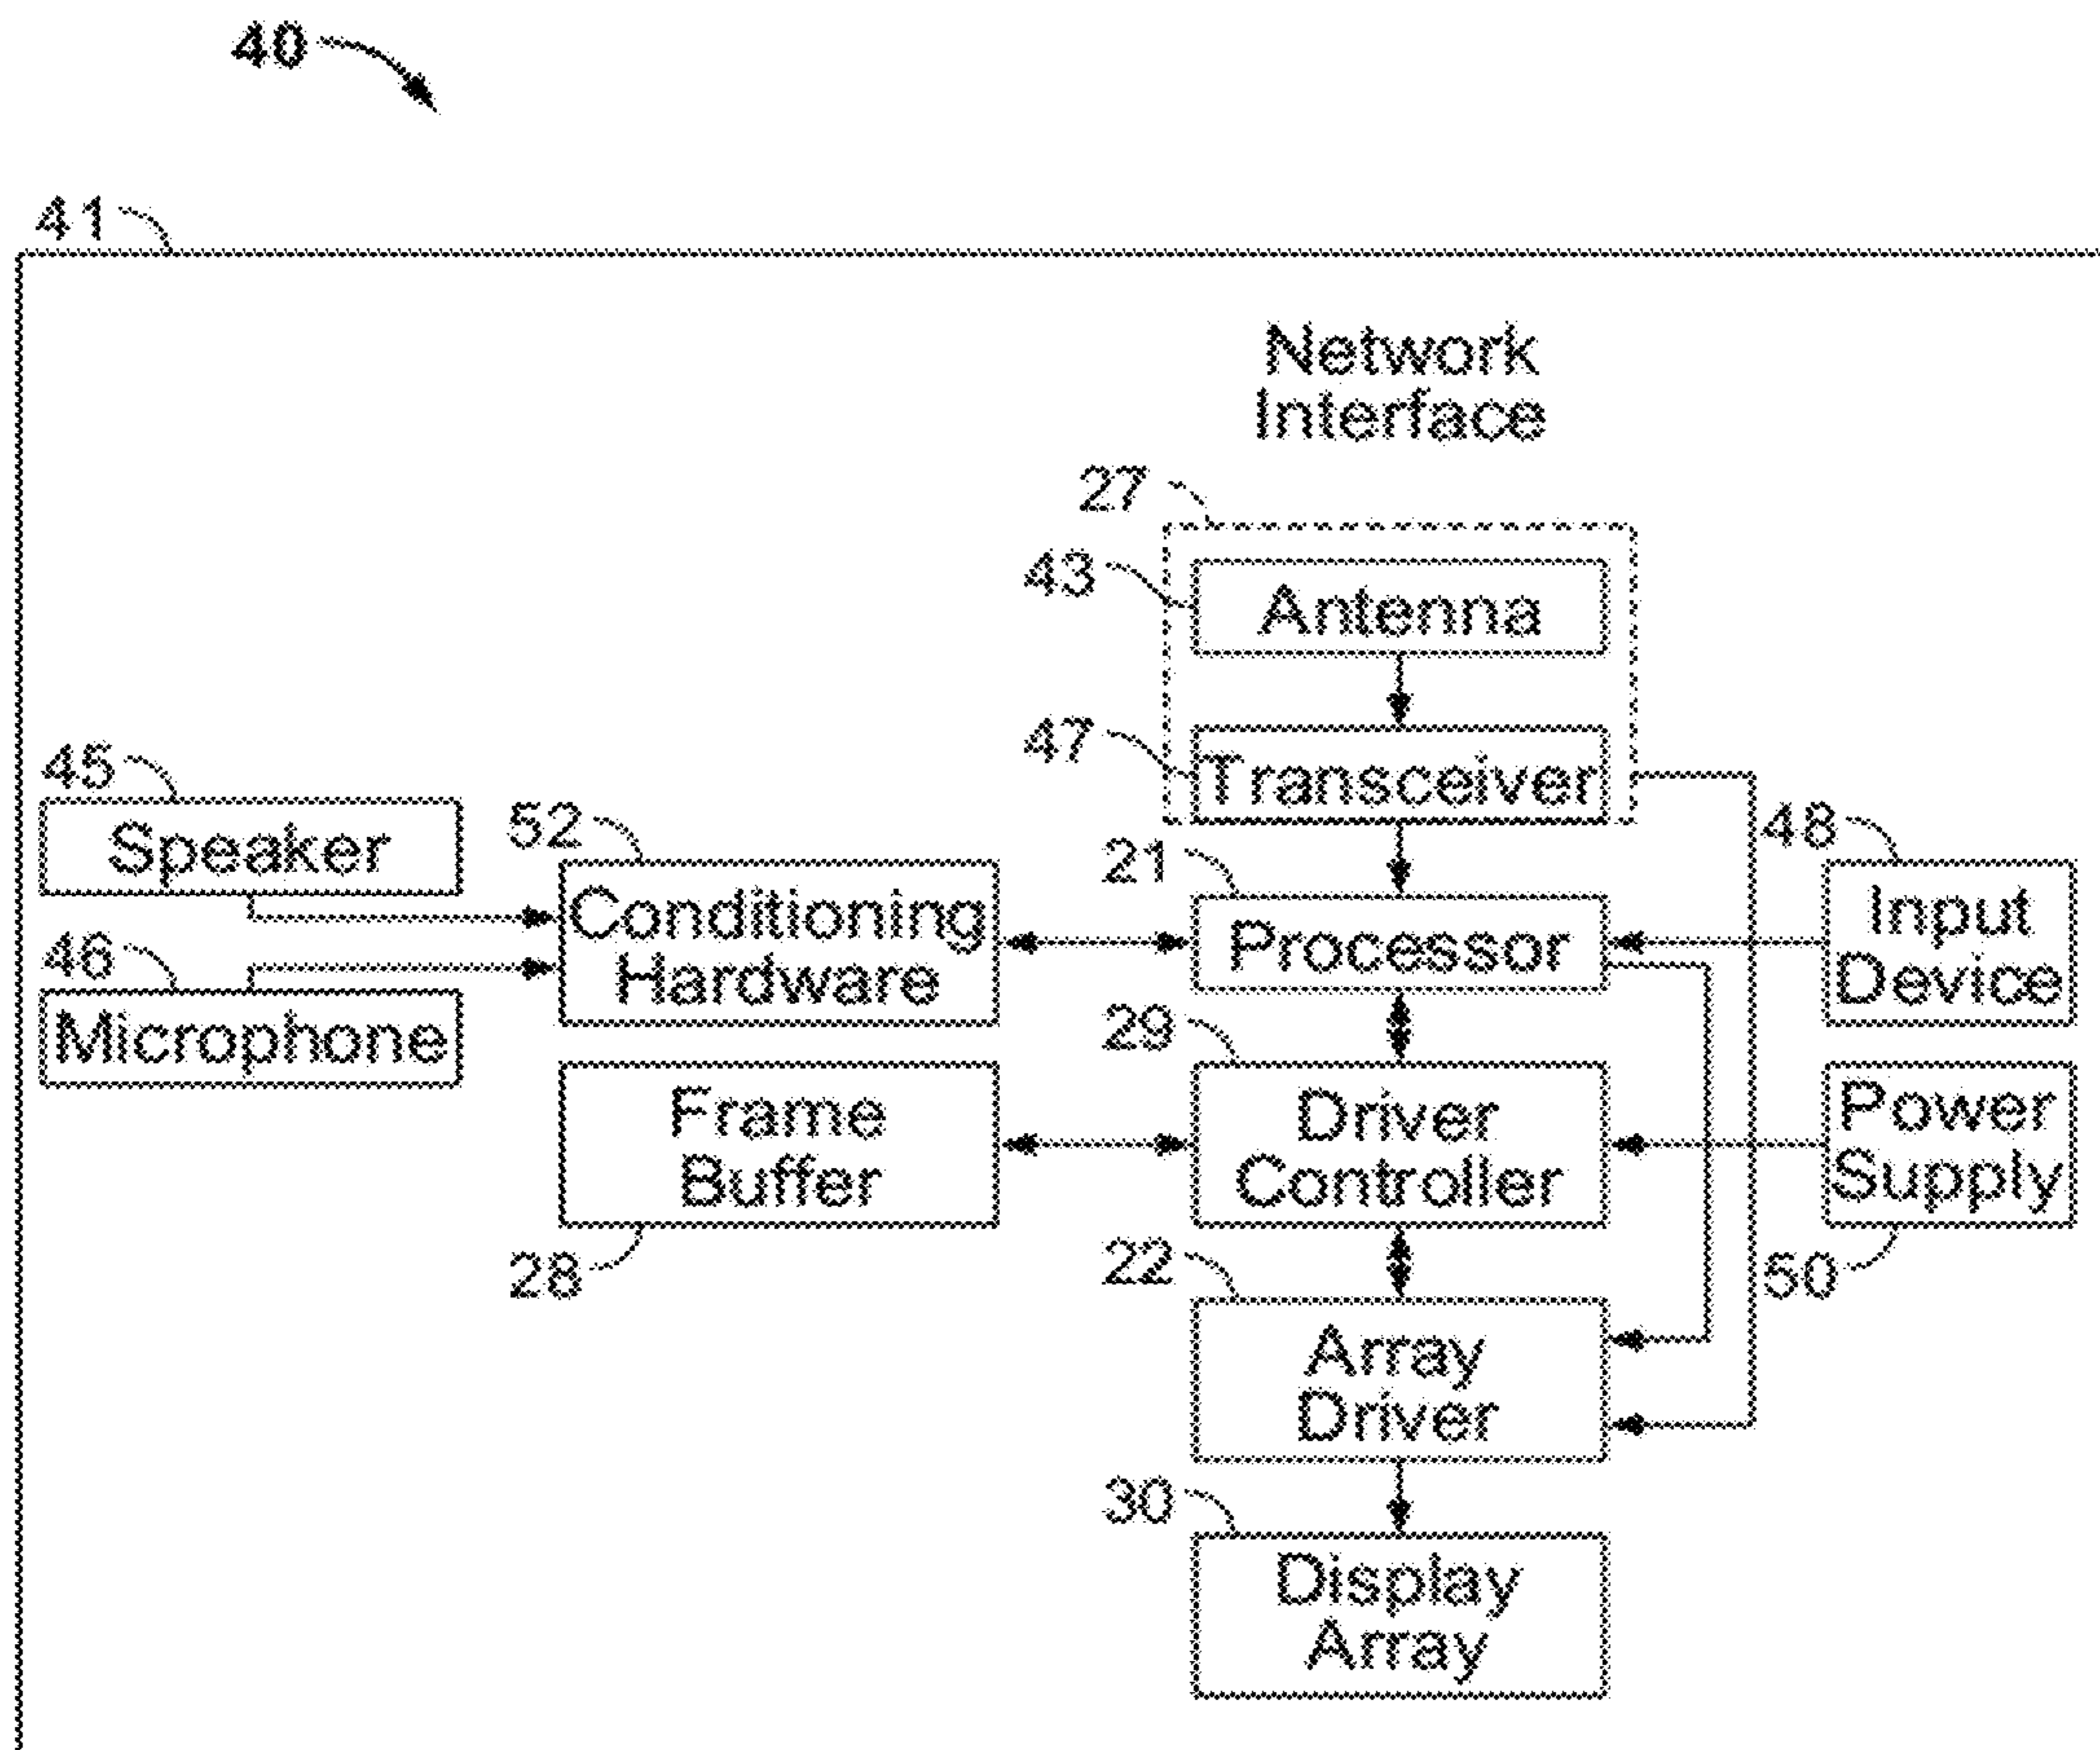 40
41
Network
Interface
27
43
Antenna
47
Transceiver
45
Speaker
52
Conditioning
Hardware
21
Processor
48
Input
Device
46
Microphone
29
Driver
Controller
Frame
Buffer
28
Power
Supply
50
22
Array
Driver
30
Display
Array